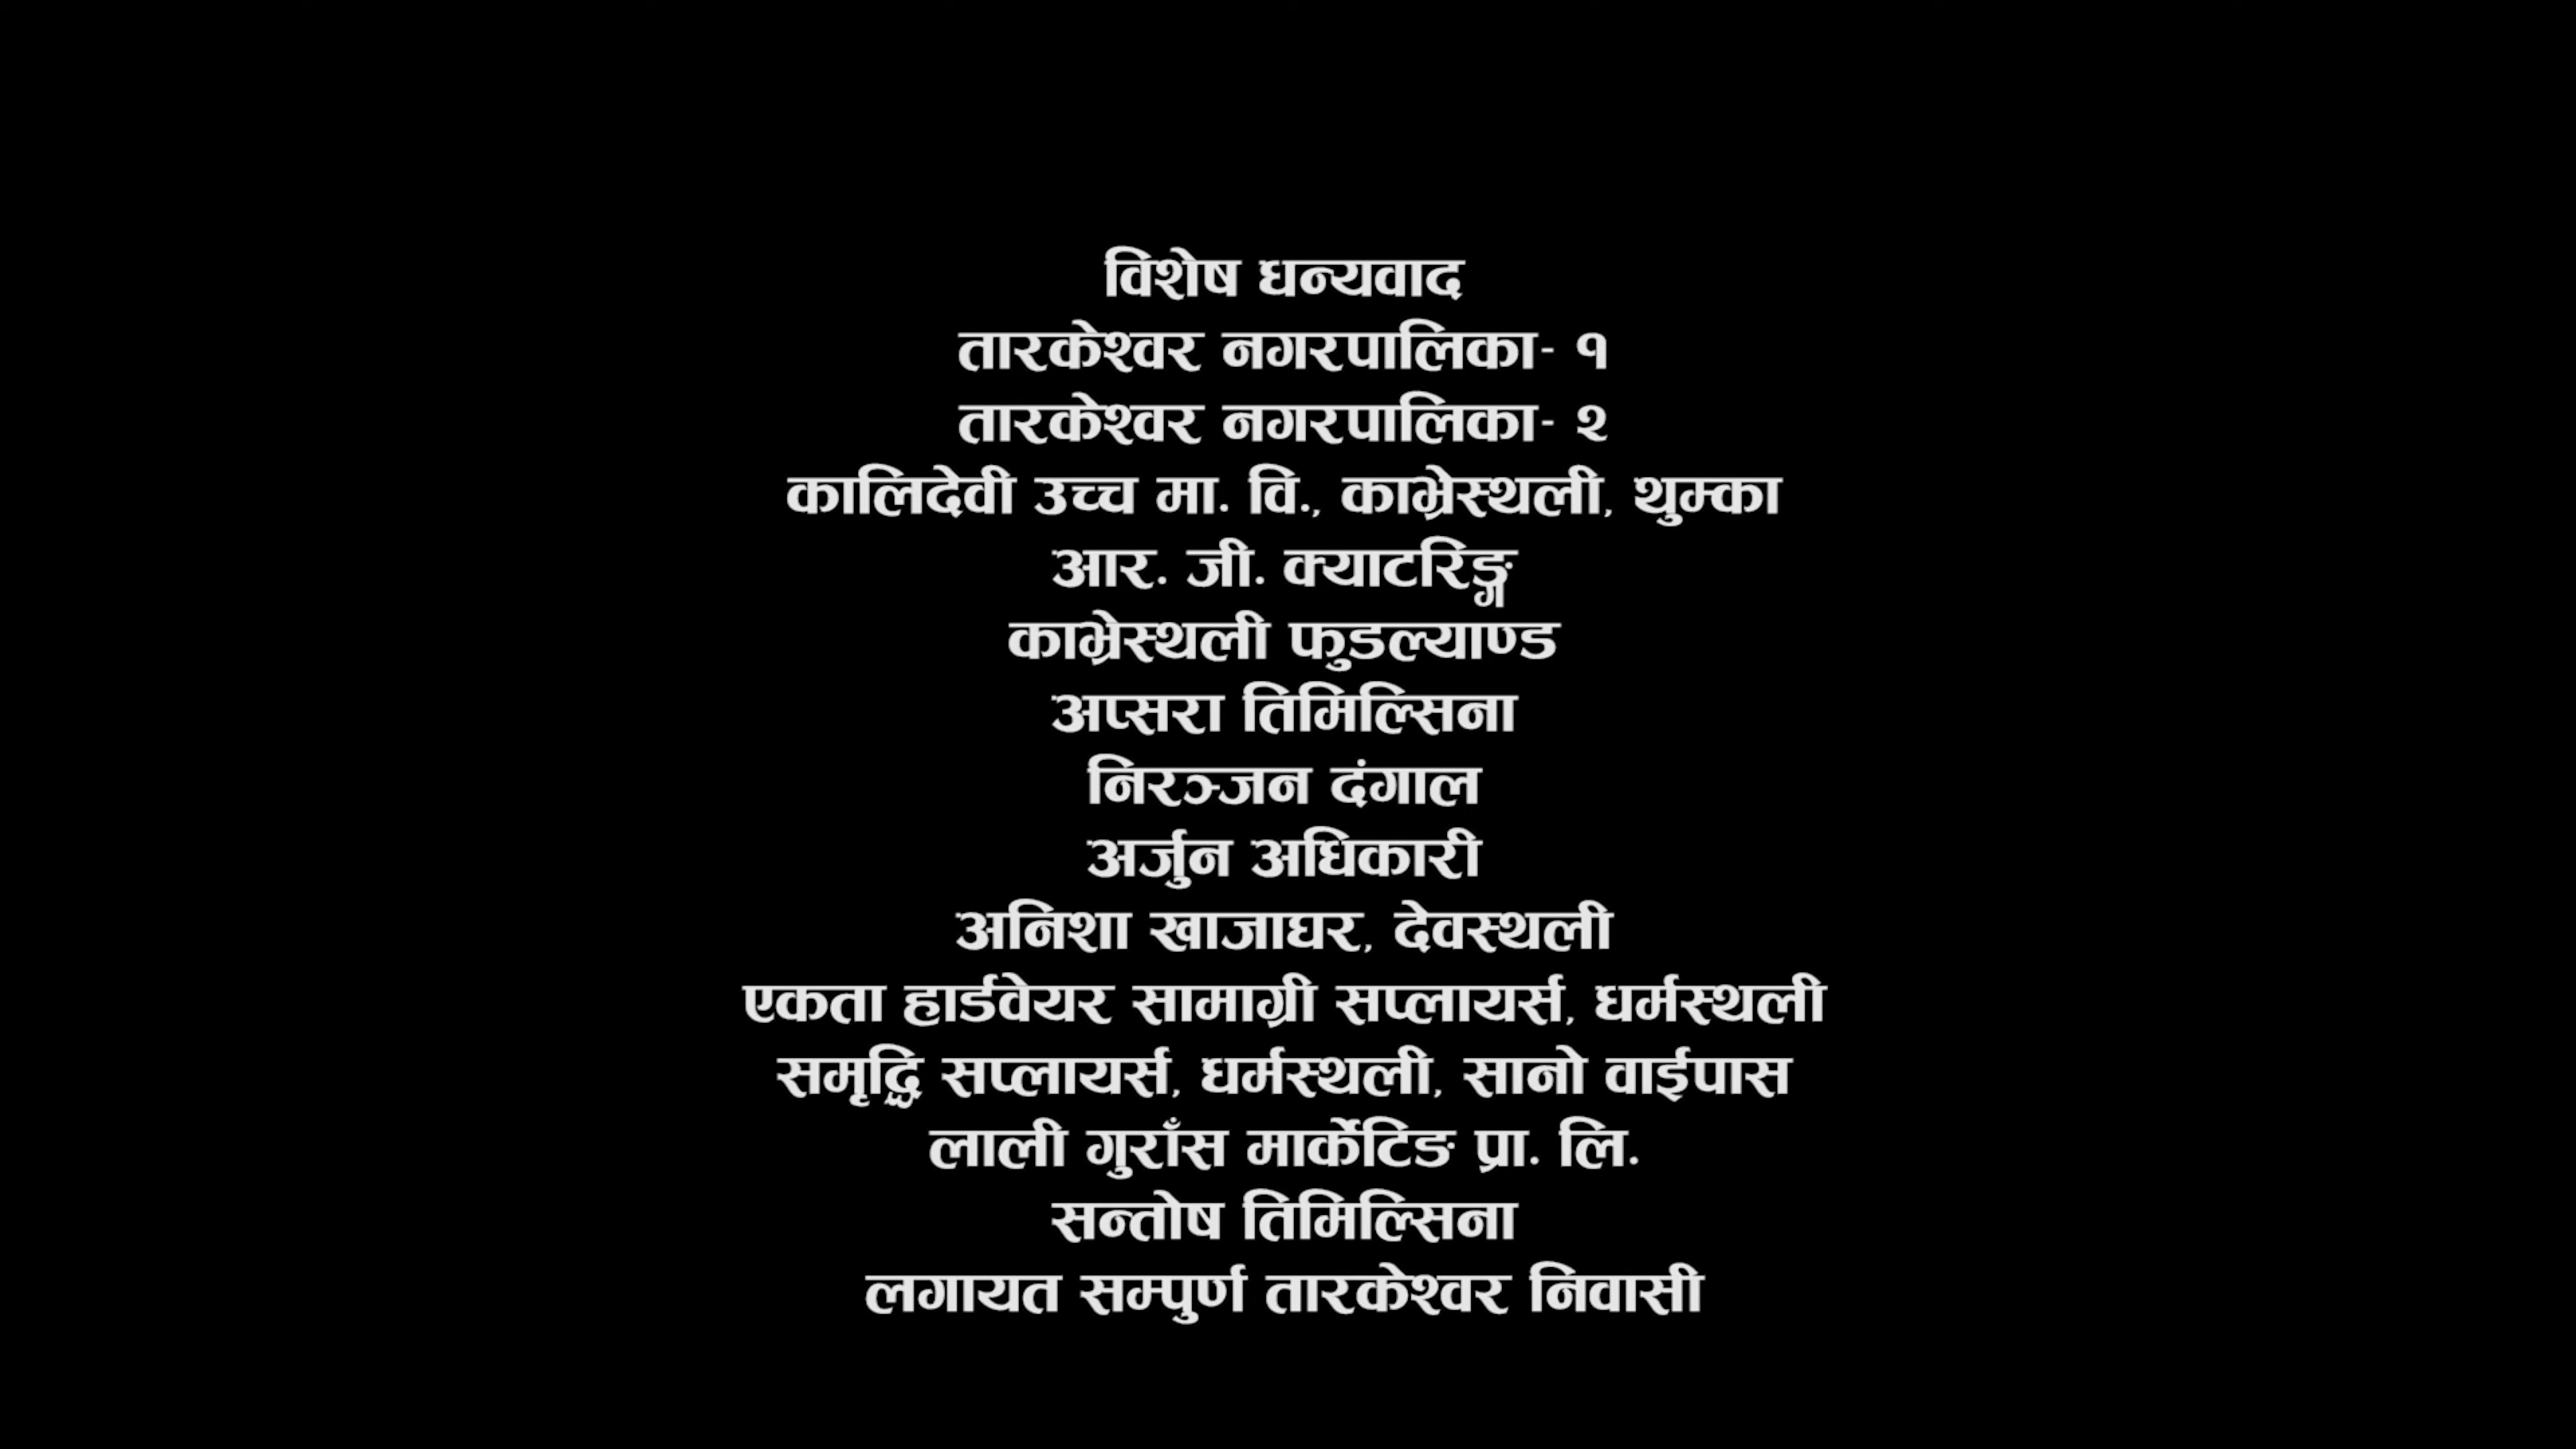 विशेष धन्यवाद
तारकेश्वर नगरपालिका- १
तारकेश्वर नगरपालिका- २
कालिदेवी उच्च मा. वि., काभ्रेस्थली, थुम्का
आर. जी. क्याटरिङ्ग
काभ्रेस्थली फुडल्याण्ड
अप्सरा तिमिल्सिना
निरञ्जन दंगाल
अर्जुन अधिकारी
अनिशा खाजाघर, देवस्थली
एकता हार्डवेयर सामाग्री सप्लायर्स, धर्मस्थली
समृद्धि सप्लायर्स, धर्मस्थली, सानो वाईपास
लाली गुराँस मार्केटिङ प्रा. लि.
सन्तोष तिमिल्सिना
लगायत सम्पुर्ण तारकेश्वर निवासी